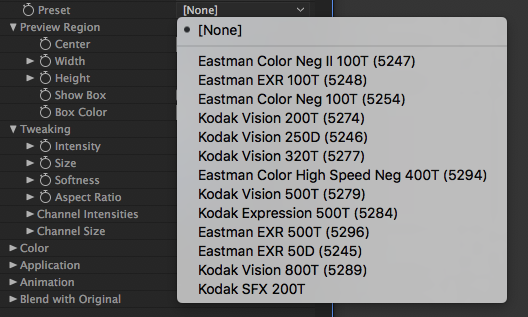 Preset
[None]
Preview Region
Center
Width
Height
Show Box
Box Color
Tweaking
Intensity
Size
Softness
Aspect Ratio
Channel Intensities
Channel Size
Color
Application
Animation
Blend with Original
[None]
Eastman Color Neg II 100T (5247)
Eastman EXR 100T (5248)
Eastman Color Neg 100T (5254)
Kodak Vision 200T (5274)
Kodak Vision 250D (5246)
Kodak Vision 320T (5277)
Eastman Color High Speed Neg 400T (5294)
Kodak Vision 500T (5279)
Kodak Expression 500T (5284)
Eastman EXR 500T (5296)
Eastman EXR 50D (5245)
Kodak Vision 800T (5289)
Kodak SFX 200T